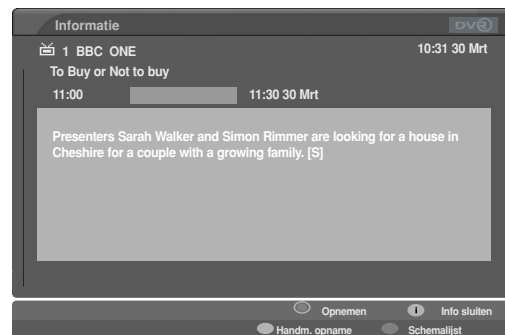 Informatie DVR
1 BBC ONE 10:31 30 Mrt
To Buy or Not to buy
11:00 11:30 30 Mrt
Presenters Sarah Walker and Simon Rimmer are looking for a house in
Cheshire for a couple with a growing family. [S]
Opnemen i Info sluiten
Handm. opname Schemalijst